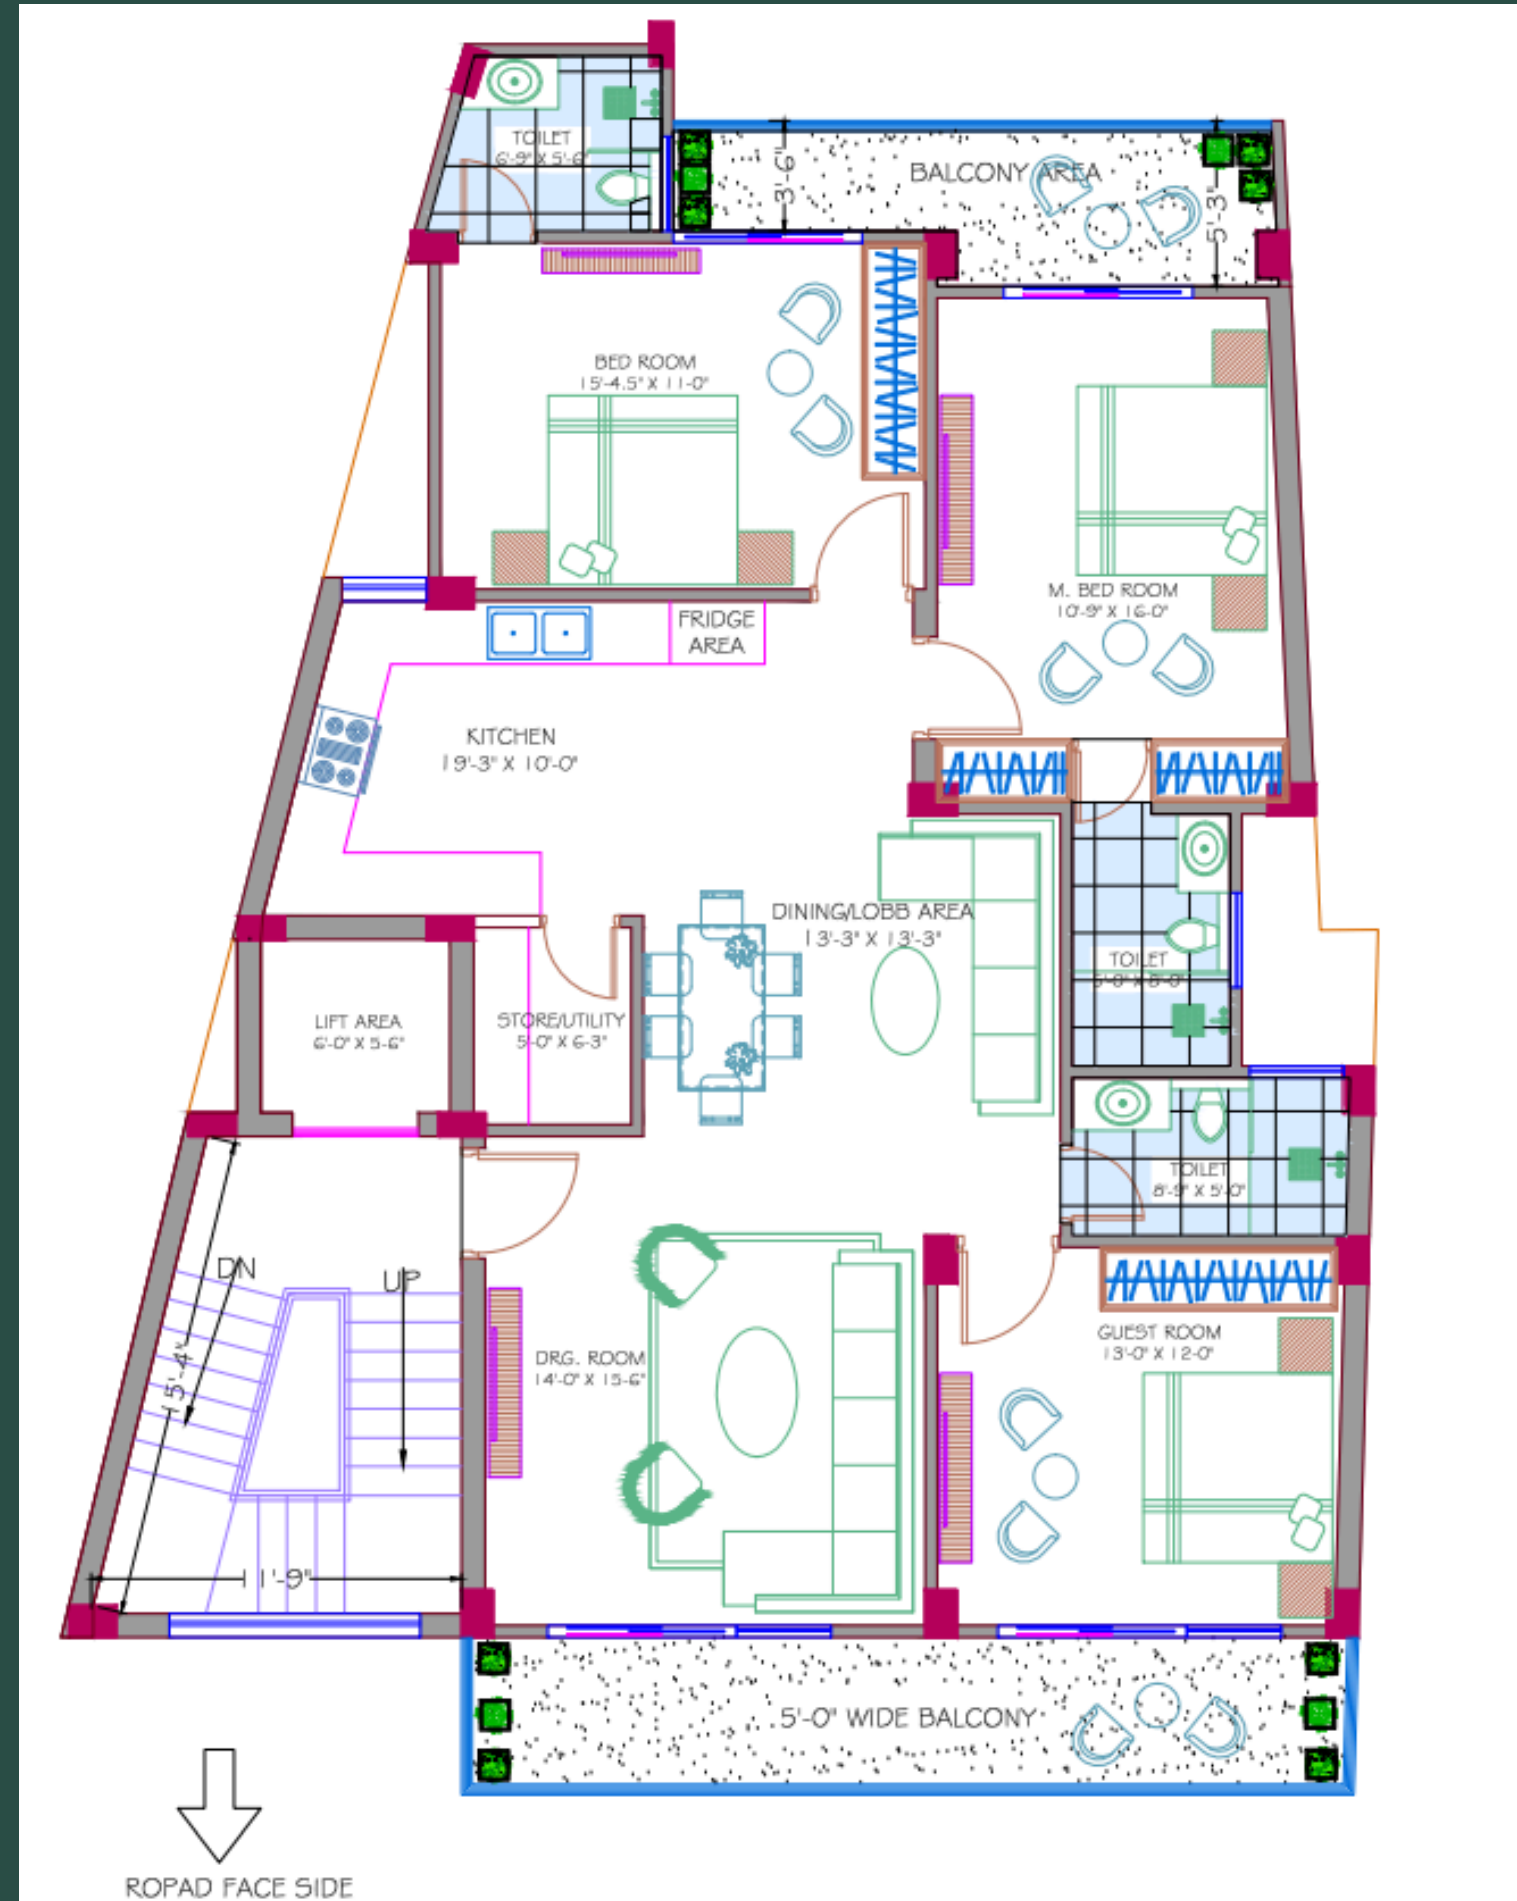 TOILET
6'-9" X 5'-6"
BALCONY AREA
3'-6"
5'-3"
BED ROOM
15'-4.5" X 11'-0"
M. BED ROOM
10'-9" X 16'-0"
FRIDGE
AREA
KITCHEN
19'-3" X 10'-0"
DINING/LOBB AREA
13'-3" X 13'-3"
TOILET
5'-0" X 8'-0"
LIFT AREA
6'-0" X 5'-6"
STORE/UTILITY
5'-0" X 6'-3"
TOILET
8'-9" X 5'-0"
DN
UP
15'-4"
DRG. ROOM
14'-0" X 15'-6"
GUEST ROOM
13'-0" X 12'-0"
11'-9"
5'-0" WIDE BALCONY
ROPAD FACE SIDE